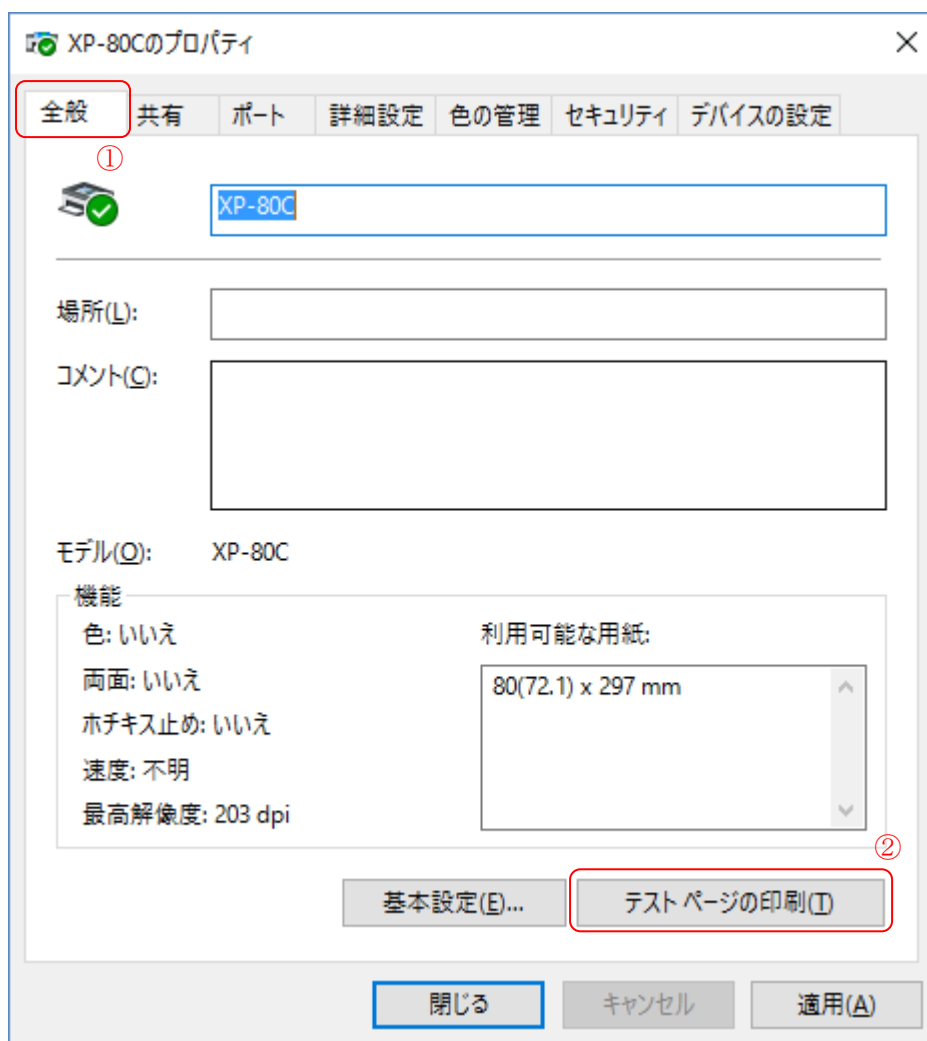 XP-80Cのプロパティ
全般 共有 ポート 詳細設定 色の管理 セキュリティ デバイスの設定
①
XP-80C
場所(L):
コメント(C):
モデル(O): XP-80C
機能
色: いいえ 利用可能な用紙:
両面: いいえ 80(72.1) x 297 mm
ホチキス止め: いいえ
速度: 不明
最高解像度: 203 dpi
②
基本設定(E)... テスト ページの印刷(T)
閉じる キャンセル 適用(A)